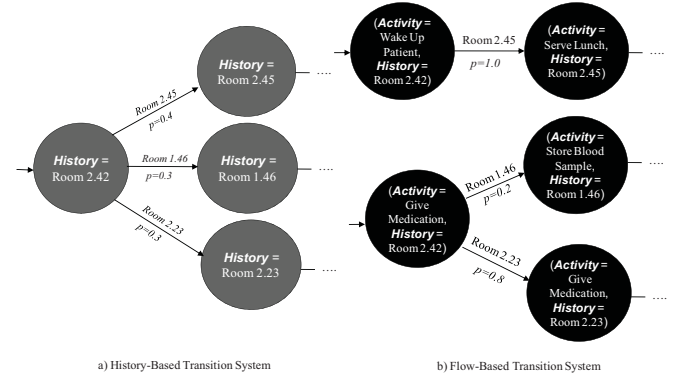 History =
Room 2.45
....
Room 2.45
p=0.4
History =
Room 2.42
Room 1.46
p=0.3
History =
Room 1.46
....
Room 2.23
p=0.3
History =
Room 2.23
....
a) History-Based Transition System
(Activity =
Wake Up
Patient,
History =
Room 2.42)
Room 2.45
p=1.0
(Activity =
Serve Lunch,
History =
Room 2.45)
....
(Activity =
Give
Medication,
History =
Room 2.42)
Room 1.46
p=0.2
(Activity =
Store Blood
Sample,
History =
Room 1.46)
....
Room 2.23
p=0.8
(Activity =
Give
Medication,
History =
Room 2.23)
....
b) Flow-Based Transition System